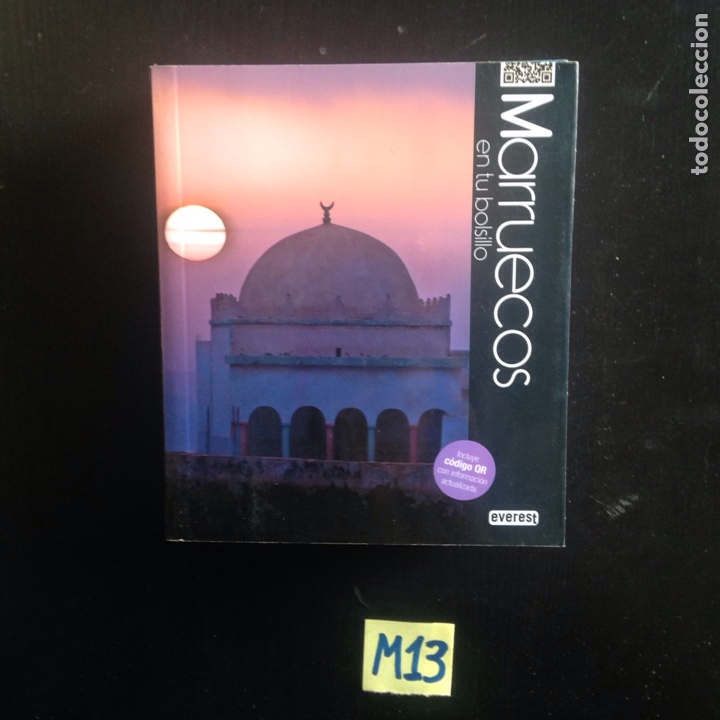 Marruecos
en tu bolsillo
Incluye
código QR
con información
actualizada
everest
M13
todocoleccion